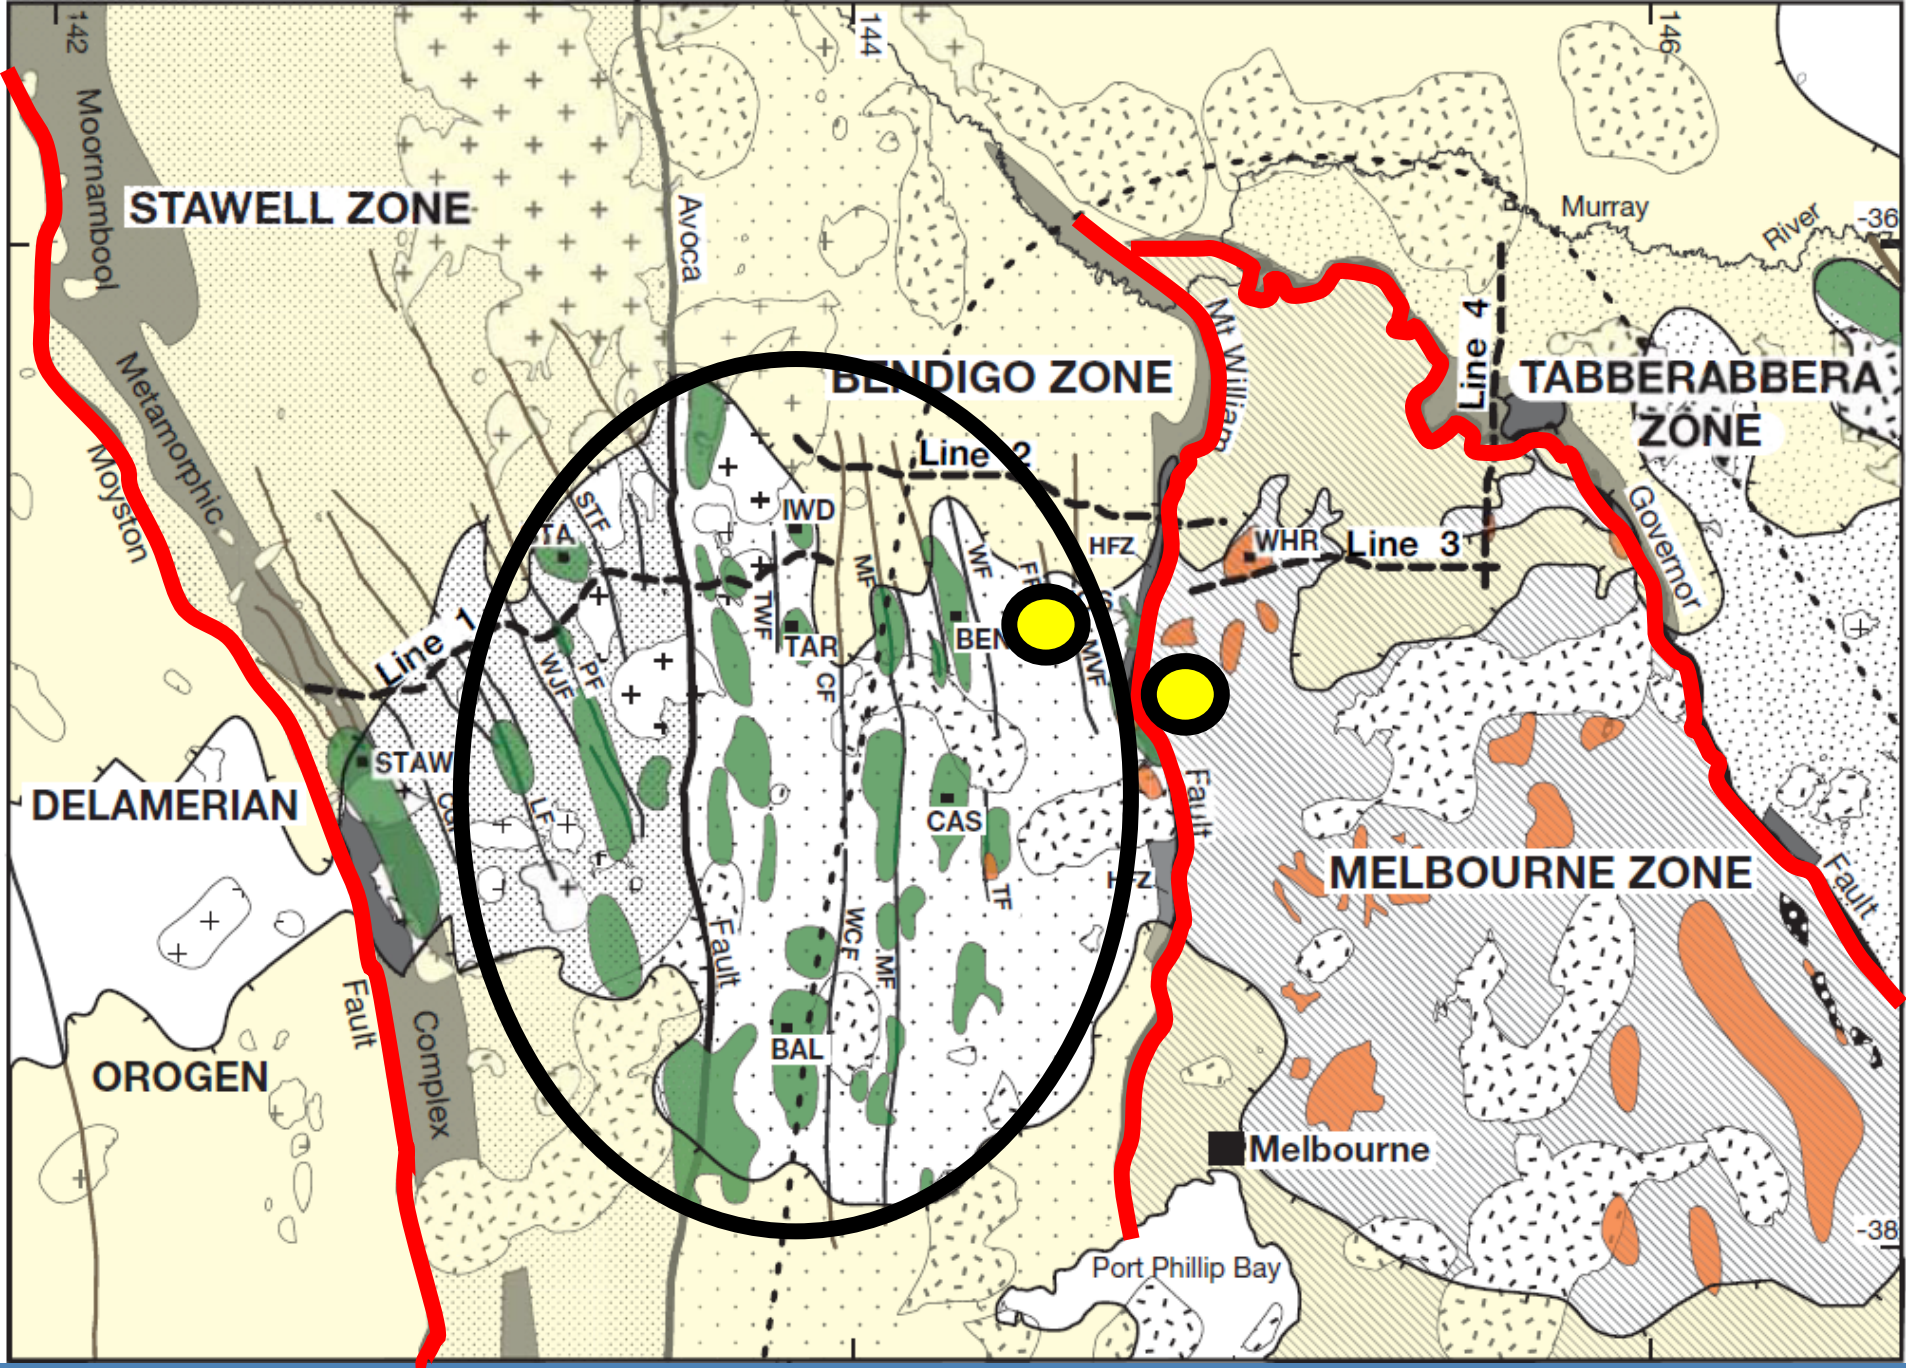 142
144
146
Moornambool
STAWELL ZONE
Avoca
Murray
River
-36
Mt William
Line 4
BENDIGO ZONE
TABBERABBERA
ZONE
Metamorphic
Moyston
Line 2
STF
IWD
HFZ
WHR
Line 3
Governor
MF
WF
TWF
Line 1
WJF
PF
TAR
BEN
MVF
CF
STAW
DELAMERIAN
LF
CAS
Fault
MELBOURNE ZONE
Fault
TF
WCF
MF
Fault
Fault
Complex
BAL
OROGEN
Melbourne
-38
Port Phillip Bay